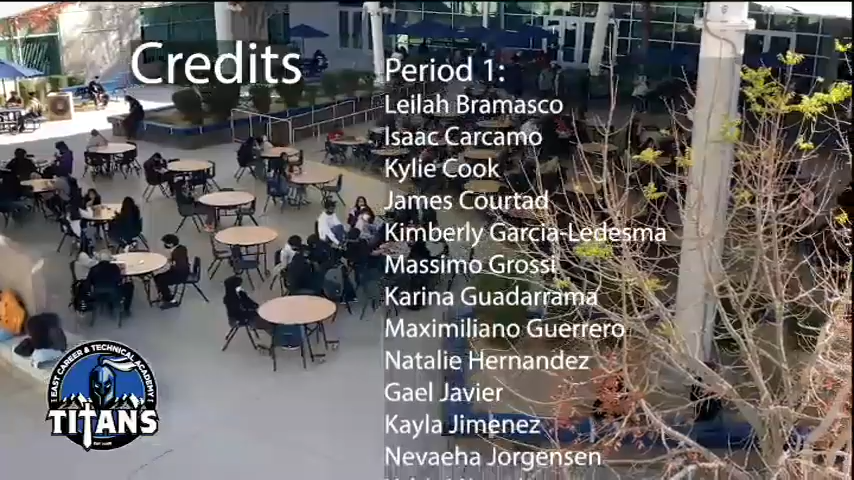 Credits
Period 1:
Leilah Bramasco
Isaac Carcamo
Kylie Cook
James Courtad
Kimberly Garcia-Ledesma
Massimo Grossi
Karina Guadarrama
Maximiliano Guerrero
Natalie Hernandez
Gael Javier
Kayla Jimenez
Nevaeha Jorgensen
EAST CAREER & TECHNICAL ACADEMY
TITANS